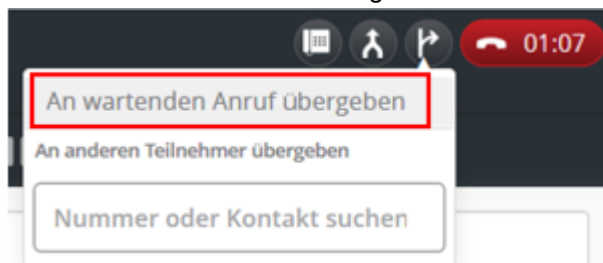 01:07
An wartenden Anruf übergeben
An anderen Teilnehmer übergeben
Nummer oder Kontakt suchen